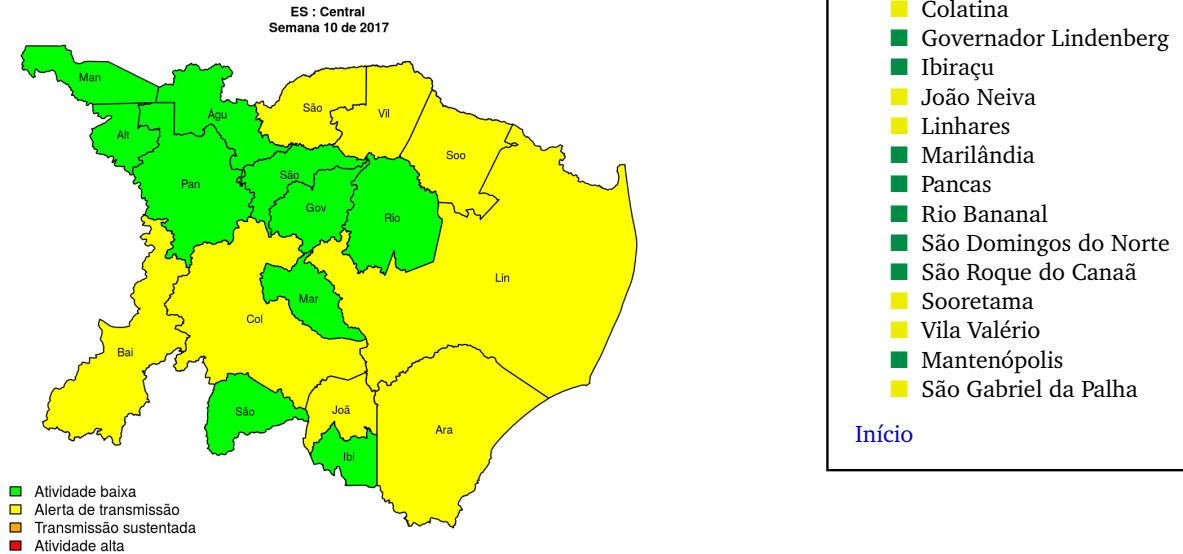 ES : Central
Semana 10 de 2017
Man
Águ
Alt
São
Vil
Soo
Pan
São
Gov
Rio
Lin
Mar
Col
Bai
São
Joã
Ara
Ibi
Atividade baixa
Alerta de transmissão
Transmissão sustentada
Atividade alta
Colatina
Governador Lindenberg
Ibiraçu
João Neiva
Linhares
Marilândia
Pancas
Rio Bananal
São Domingos do Norte
São Roque do Canaã
Sooretama
Vila Valério
Mantenópolis
São Gabriel da Palha
Início